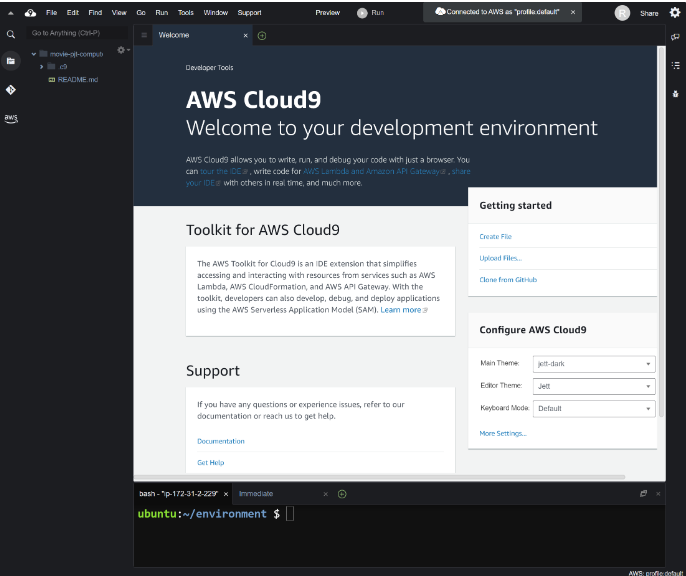 File Edit Find View Go Run Tools Window Support Preview Run Connected to AWS as "profile:default" × R Share
Go to Anything (Ctrl-P)
Welcome ×
movie-pjt-computi
.c9
README.md
aws
Developer Tools
AWS Cloud9
Welcome to your development environment
AWS Cloud9 allows you to write, run, and debug your code with just a browser. You
can tour the IDE, write code for AWS Lambda and Amazon API Gateway, share
your IDE with others in real time, and much more.
Getting started
Create File
Upload Files...
Clone from GitHub
Toolkit for AWS Cloud9
The AWS Toolkit for Cloud9 is an IDE extension that simplifies
accessing and interacting with resources from services such as AWS
Lambda, AWS CloudFormation, and AWS API Gateway. With the
toolkit, developers can also develop, debug, and deploy applications
using the AWS Serverless Application Model (SAM). Learn more
Configure AWS Cloud9
Main Theme: jett-dark
Editor Theme: Jett
Keyboard Mode: Default
More Settings...
Support
If you have any questions or experience issues, refer to our
documentation or reach us to get help.
Documentation
Get Help
bash - "ip-172-31-2-229" × Immediate ×
ubuntu:~/environment $
AWS: profile:default